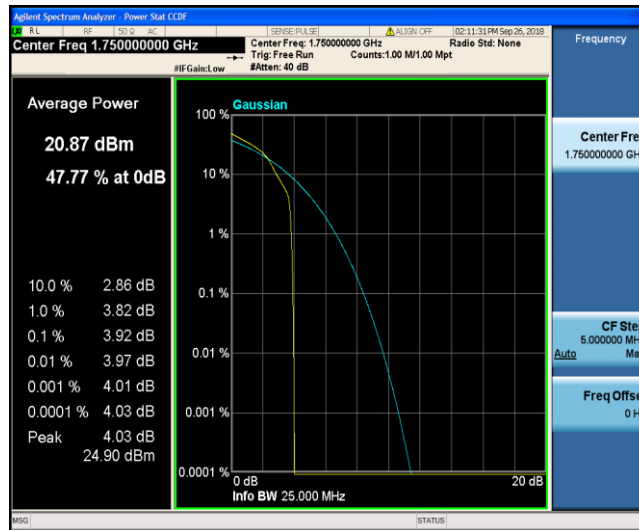 Agilent Spectrum Analyzer - Power Stat CCDF
RL RF 50 Ω AC SENSE:PULSE ALIGN OFF 02:11:31 PM Sep 26, 2018
Center Freq 1.750000000 GHz
Center Freq: 1.750000000 GHz Radio Std: None
Trig: Free Run Counts:1.00 M/1.00 Mpt
#IFGain:Low #Atten: 40 dB
Frequency
Average Power
20.87 dBm
47.77 % at 0dB
10.0 % 2.86 dB
1.0 % 3.82 dB
0.1 % 3.92 dB
0.01 % 3.97 dB
0.001 % 4.01 dB
0.0001 % 4.03 dB
Peak 4.03 dB
24.90 dBm
Gaussian
100 %
10 %
1 %
0.1 %
0.01 %
0.001 %
0.0001 %
0 dB 20 dB
Info BW 25.000 MHz
Center Fre
1.750000000 GH
CF Ste
5.000000 MH
Auto Ma
Freq Offse
0 H
MSG STATUS